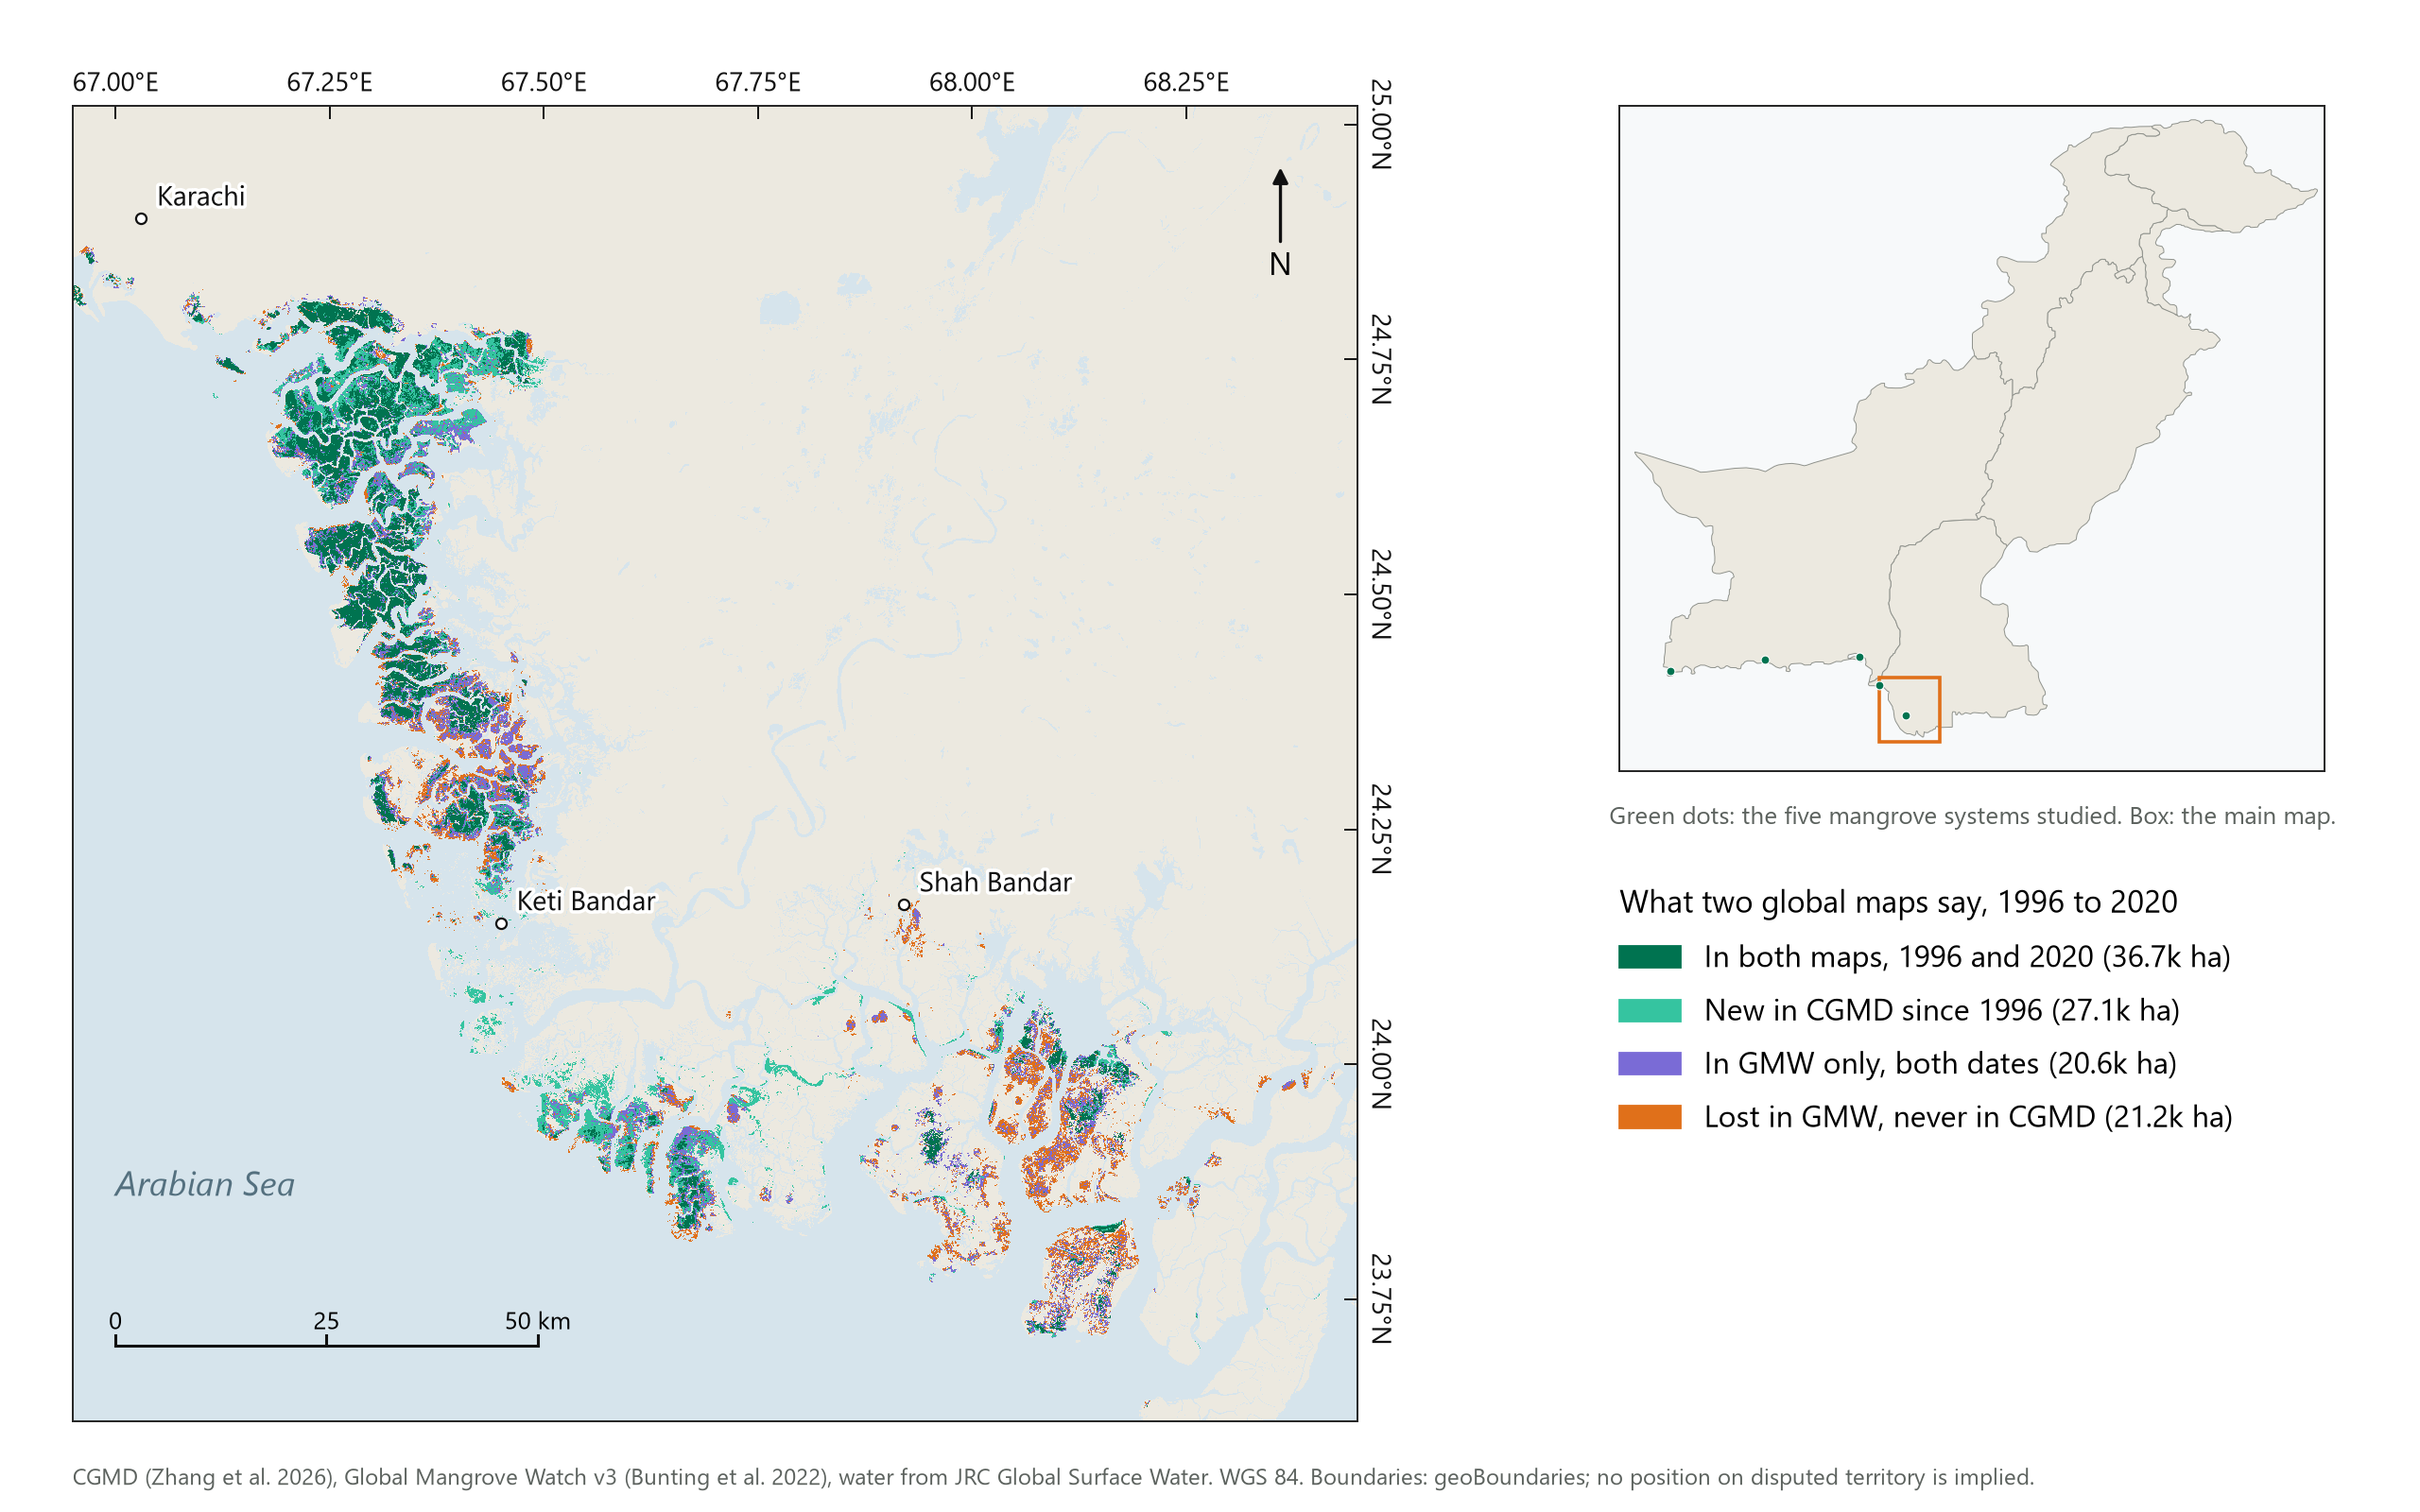 67.00°E 67.25°E 67.50°E 67.75°E 68.00°E 68.25°E
25.00°N
24.75°N
24.50°N
24.25°N
24.00°N
23.75°N
Karachi
N
Keti Bandar
Shah Bandar
Arabian Sea
0 25 50 km
Green dots: the five mangrove systems studied. Box: the main map.
What two global maps say, 1996 to 2020
In both maps, 1996 and 2020 (36.7k ha)
New in CGMD since 1996 (27.1k ha)
In GMW only, both dates (20.6k ha)
Lost in GMW, never in CGMD (21.2k ha)
CGMD (Zhang et al. 2026), Global Mangrove Watch v3 (Bunting et al. 2022), water from JRC Global Surface Water. WGS 84. Boundaries: geoBoundaries; no position on disputed territory is implied.